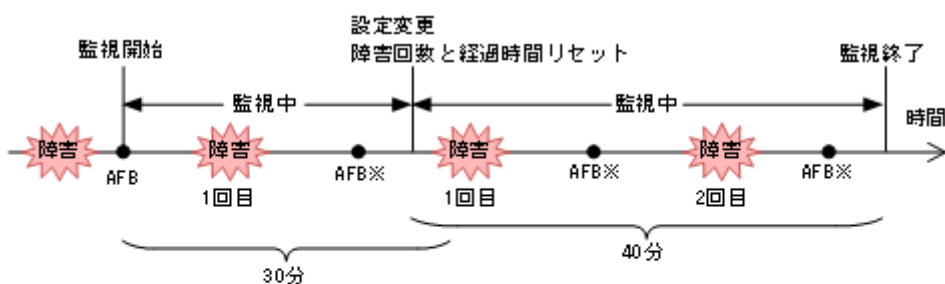 設定変更
監視開始
障害回数と経過時間リセット
監視終了
監視中
監視中
時間
障害
障害
障害
障害
AFB
AFB※
AFB※
AFB※
1回目
1回目
2回目
30分
40分